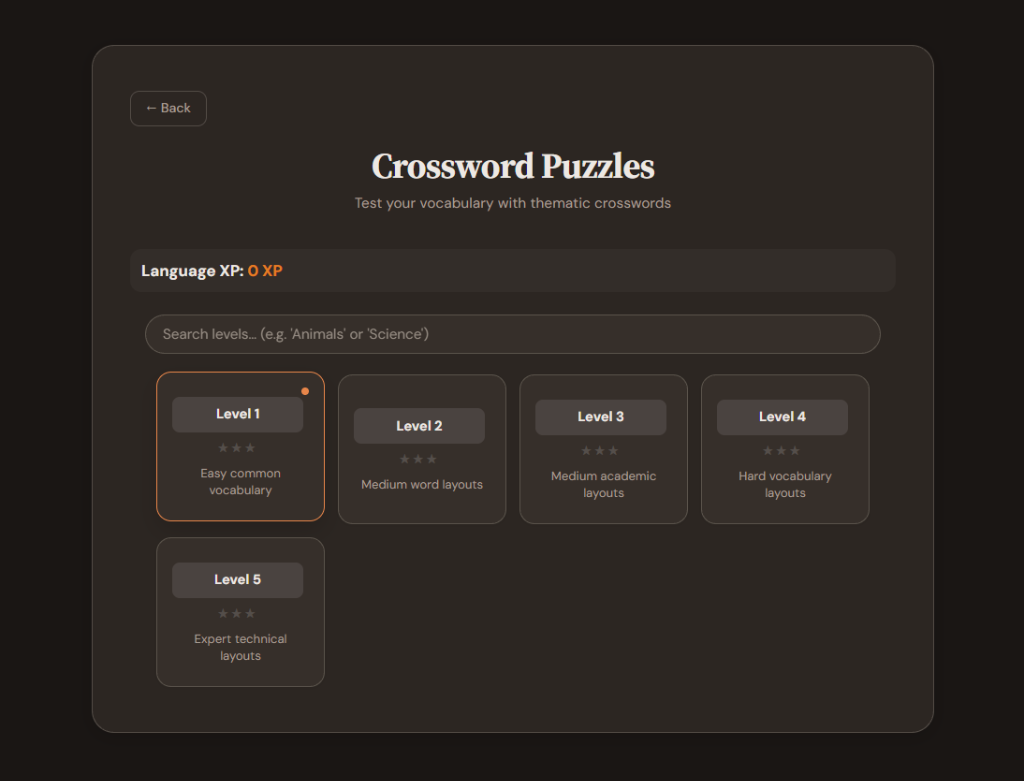 ← Back
Crossword Puzzles
Test your vocabulary with thematic crosswords
Language XP: 0 XP
Search levels... (e.g. 'Animals' or 'Science')
Level 1
★★★
Easy common
vocabulary
Level 2
★★★
Medium word layouts
Level 3
★★★
Medium academic
layouts
Level 4
★★★
Hard vocabulary
layouts
Level 5
★★★
Expert technical
layouts